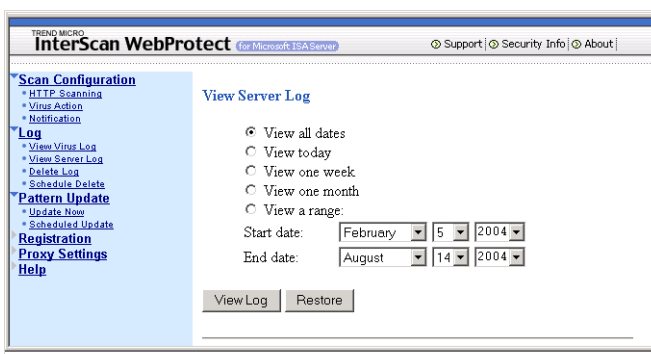 TREND MICRO
InterScan WebProtect (for Microsoft ISA Server)
Support
Security Info
About
Scan Configuration
HTTP Scanning
Virus Action
Notification
Log
View Virus Log
View Server Log
Delete Log
Schedule Delete
Pattern Update
Update Now
Scheduled Update
Registration
Proxy Settings
Help
View Server Log
View all dates
View today
View one week
View one month
View a range:
Start date: February 5 2004
End date: August 14 2004
View Log Restore